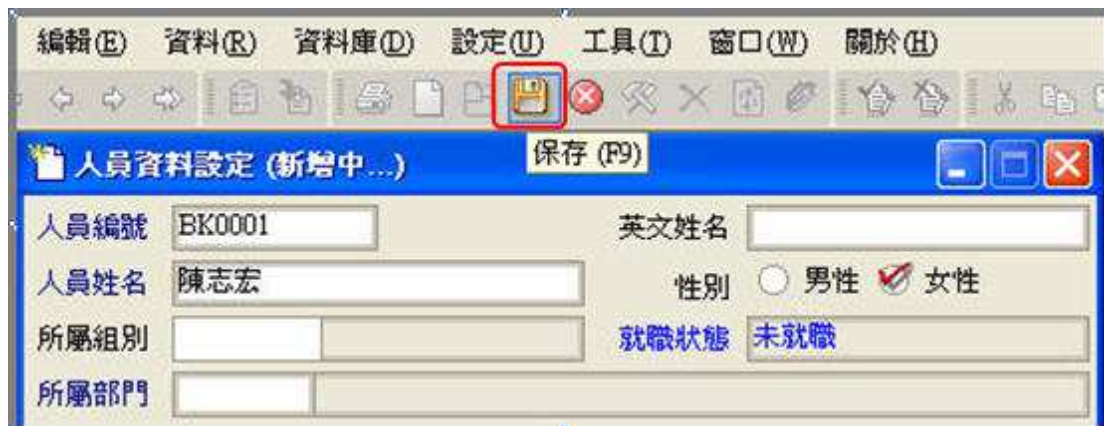 編輯(E) 資料(R) 資料庫(D) 設定(U) 工具(T) 窗口(W) 關於(H)
保存 (F9)
人員資料設定 (新增中...)
人員編號 BK0001 英文姓名
人員姓名 陳志宏 性別 男性 女性
所屬組別 就職狀態 未就職
所屬部門